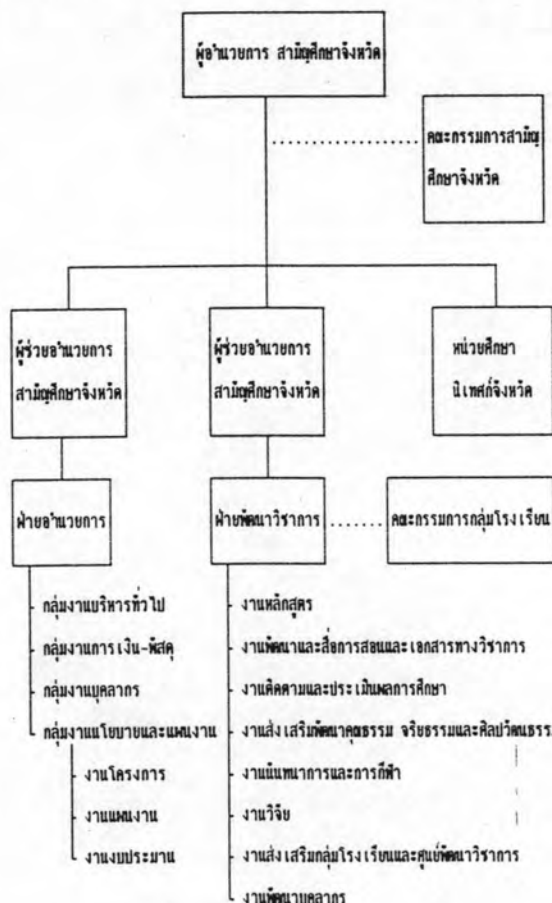 ผู้อำนวยการ สามัญศึกษาจังหวัด
คณะกรรมการสามัญ
ศึกษาจังหวัด
ผู้ช่วยอำนวยการ
สามัญศึกษาจังหวัด
ผู้ช่วยอำนวยการ
สามัญศึกษาจังหวัด
หน่วยศึกษา
นิเทศก์จังหวัด
ฝ่ายอำนวยการ
ฝ่ายพัฒนาวิชาการ
คณะกรรมการกลุ่มโรงเรียน
กลุ่มงานบริหารทั่วไป
กลุ่มงานการเงิน-พัสดุ
กลุ่มงานบุคลากร
กลุ่มงานนโยบายและแผนงาน
งานโครงการ
งานแผนงาน
งานงบประมาน
งานหลักสูตร
งานพัฒนาและสื่อการสอนและเอกสารทางวิชาการ
งานติดตามและประเมินผลการศึกษา
งานส่งเสริมพัฒนาคุณธรรม จริยธรรมและศิลปวัฒนธรรม
งานนันทนาการและการกีฬา
งานวิจัย
งานส่งเสริมกลุ่มโรงเรียนและศูนย์พัฒนาวิชาการ
งานพัฒนาบุคลากร